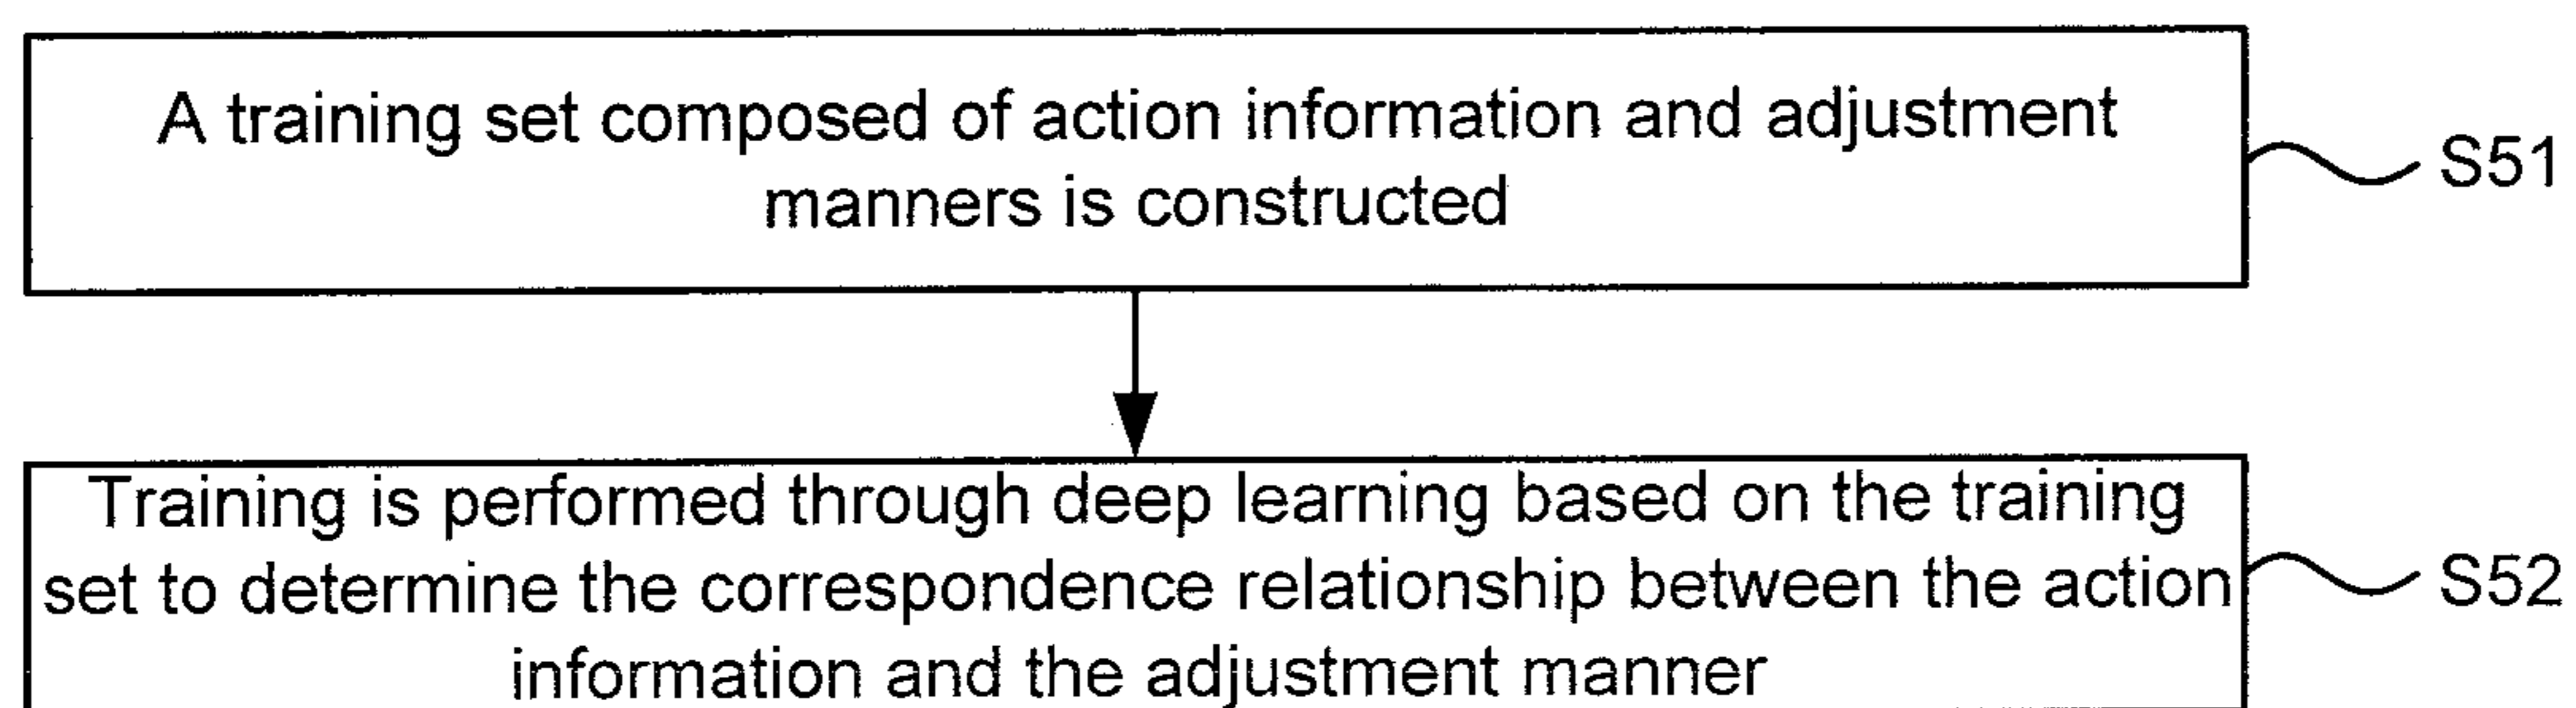 A training set composed of action information and adjustment
manners is constructed
S51
Training is performed through deep learning based on the training
set to determine the correspondence relationship between the action
information and the adjustment manner
S52